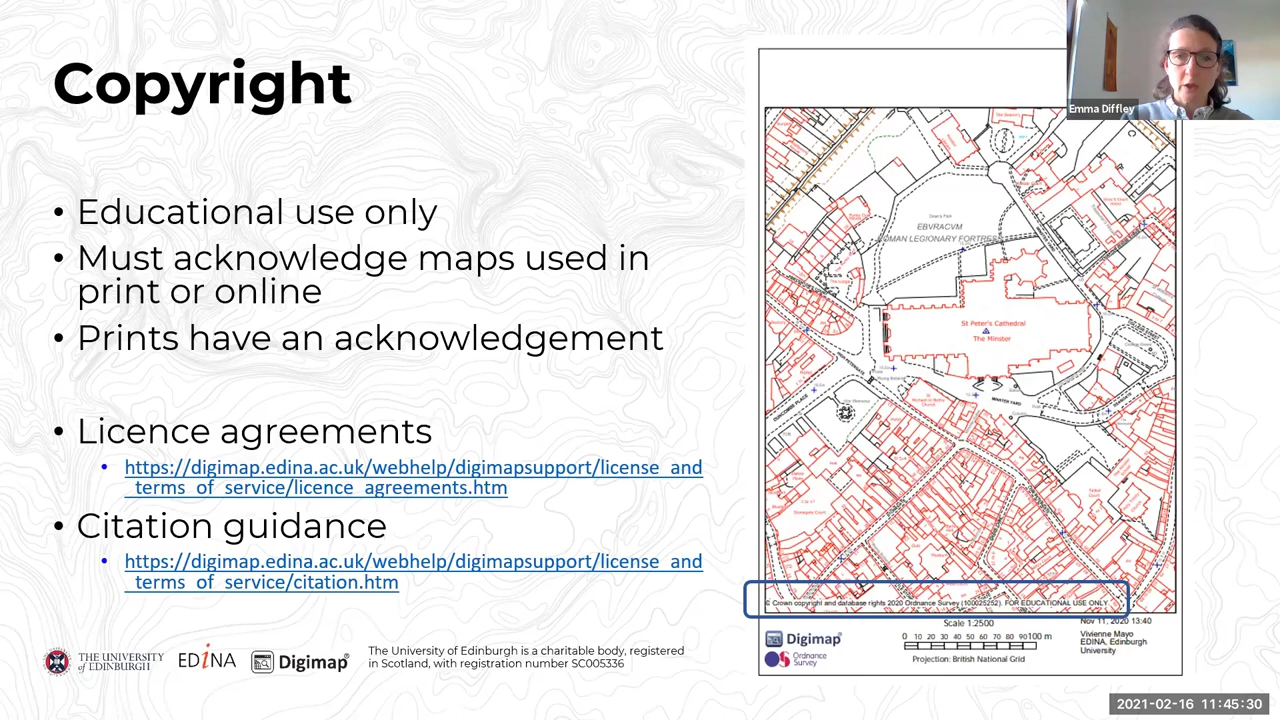 Copyright
• Educational use only
• Must acknowledge maps used in
print or online
• Prints have an acknowledgement
• Licence agreements
• https://digimap.edina.ac.uk/webhelp/digimapsupport/license_and
_terms_of_service/licence_agreements.htm
• Citation guidance
• https://digimap.edina.ac.uk/webhelp/digimapsupport/license_and
_terms_of_service/citation.htm
THE UNIVERSITY
of EDINBURGH
EDINA
Digimap®
The University of Edinburgh is a charitable body, registered
in Scotland, with registration number SC005336
Emma Diffley
EBVRACVM
ROMAN LEGIONARY FORTRESS
St Peter's Cathedral
The Minster
MINSTER YARD
© Crown copyright and database rights 2020 Ordnance Survey (100025252). FOR EDUCATIONAL USE ONLY.
Digimap®
Ordnance
Survey
Scale 1:2500
0 10 20 30 40 50 60 70 80 90 100 m
Projection: British National Grid
Nov 11, 2020 13:40
Vivienne Mayo
EDINA, Edinburgh
University
2021-02-16 11:45:30